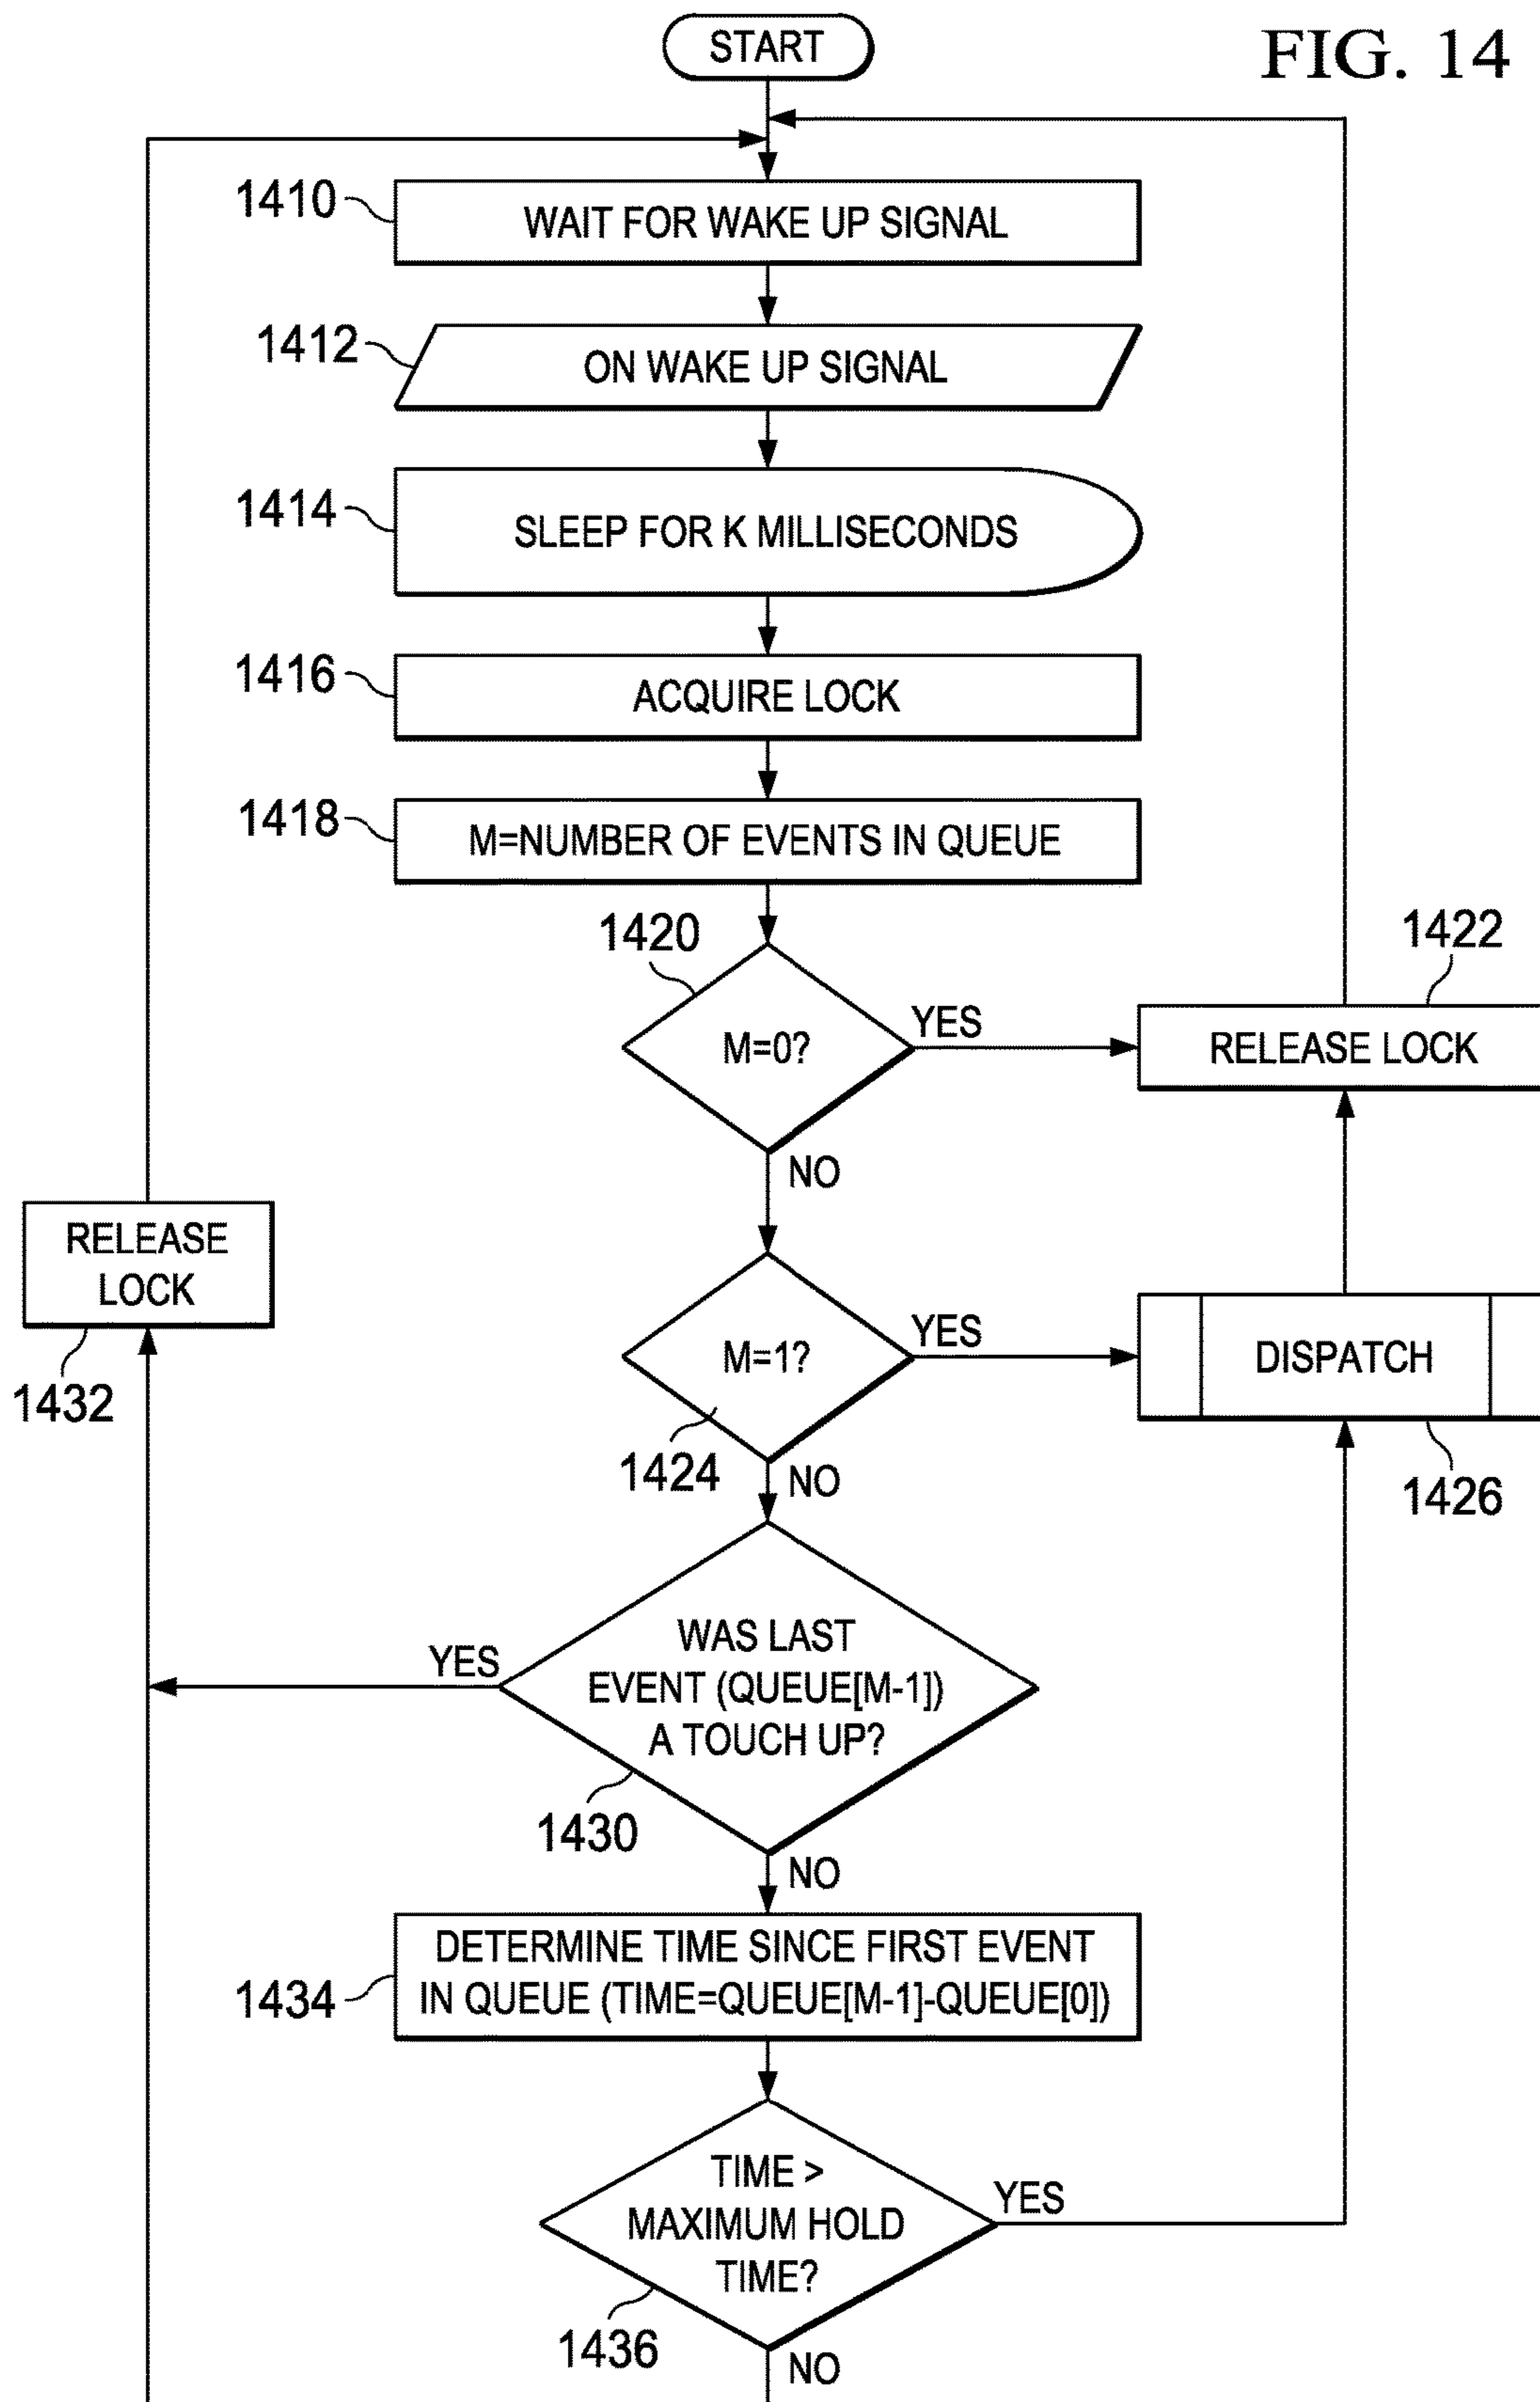 START
FIG. 14
1410
WAIT FOR WAKE UP SIGNAL
1412
ON WAKE UP SIGNAL
1414
SLEEP FOR K MILLISECONDS
1416
ACQUIRE LOCK
1418
M=NUMBER OF EVENTS IN QUEUE
1420
M=0?
YES
1422
RELEASE LOCK
NO
RELEASE
LOCK
1432
M=1?
YES
DISPATCH
1424
1426
NO
WAS LAST
EVENT (QUEUE[M-1])
A TOUCH UP?
YES
1430
NO
1434
DETERMINE TIME SINCE FIRST EVENT
IN QUEUE (TIME=QUEUE[M-1]-QUEUE[0])
TIME >
MAXIMUM HOLD
TIME?
YES
1436
NO